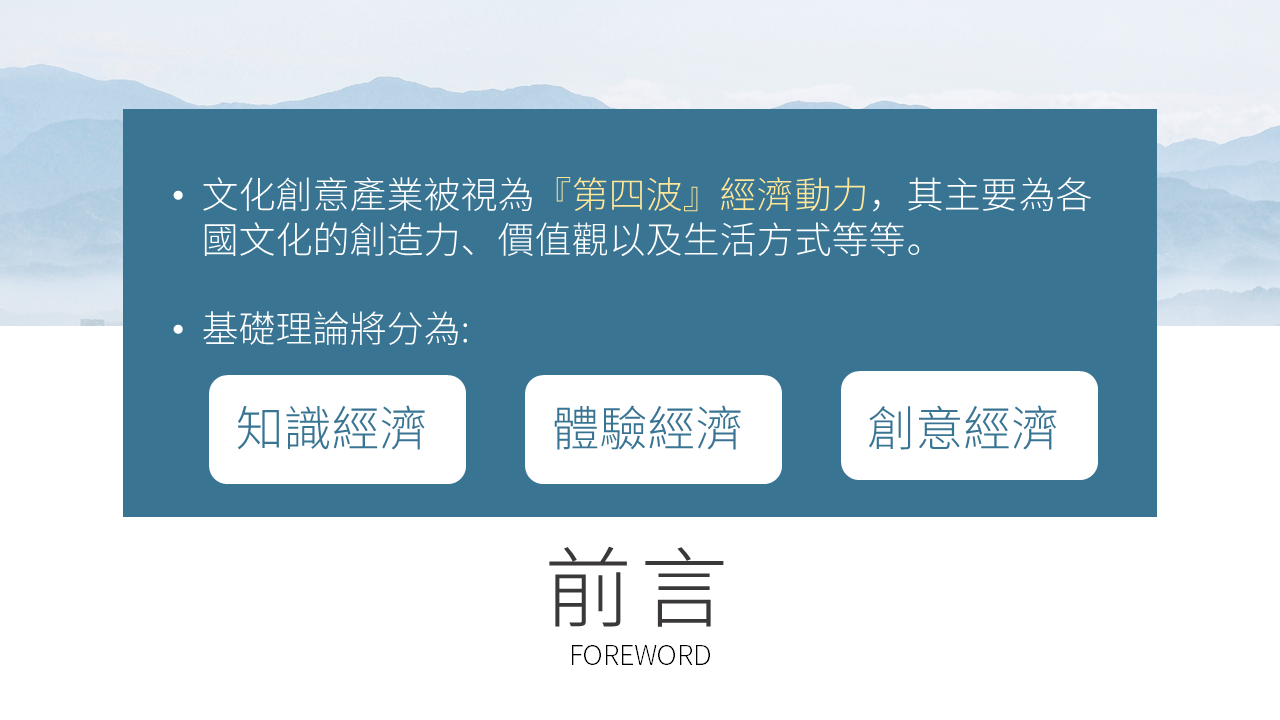 • 文化創意產業被視為『第四波』經濟動力，其主要為各
國文化的創造力、價值觀以及生活方式等等。
• 基礎理論將分為:
知識經濟
體驗經濟
創意經濟
前言
FOREWORD